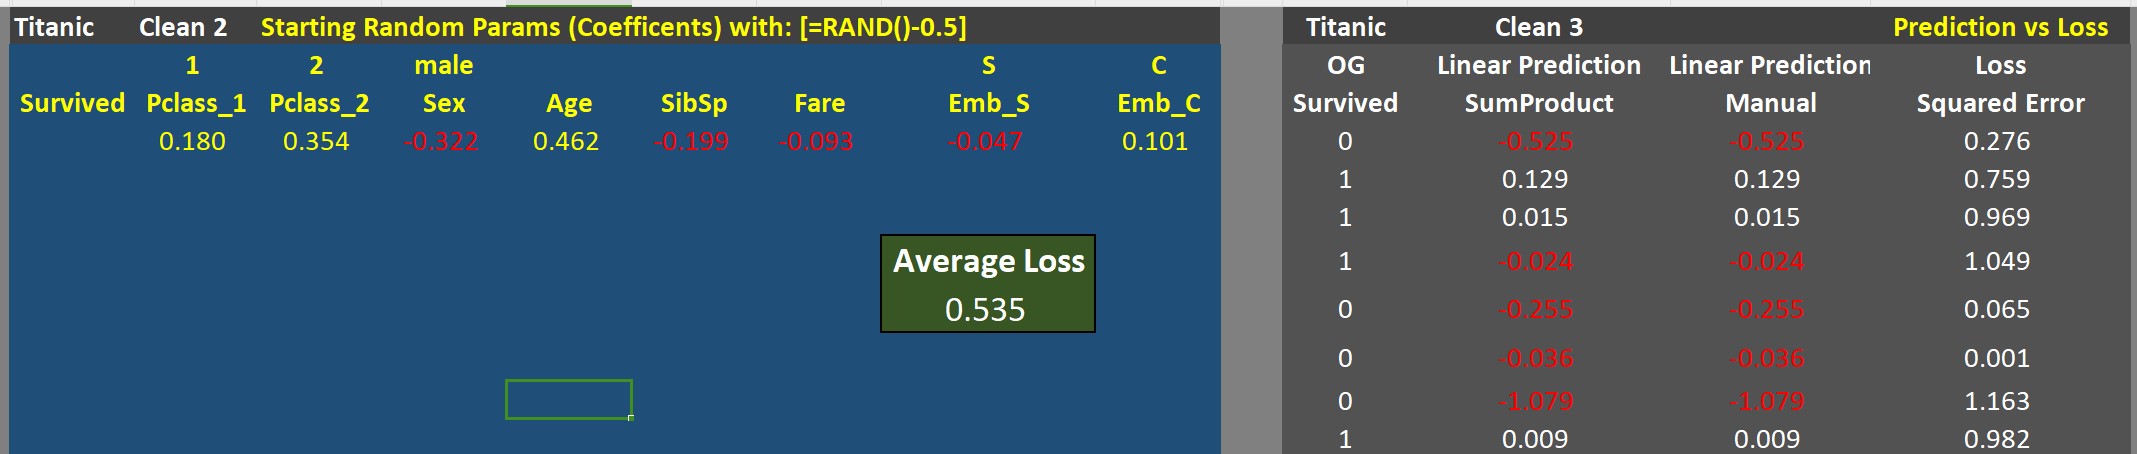 Titanic Clean 2 Starting Random Params (Coefficents) with: [=RAND()-0.5]
1 2 male S C
Survived Pclass_1 Pclass_2 Sex Age SibSp Fare Emb_S Emb_C
0.180 0.354 -0.322 0.462 -0.199 -0.093 -0.047 0.101
Average Loss
0.535
Titanic Clean 3 Prediction vs Loss
OG Linear Prediction Linear Prediction Loss
Survived SumProduct Manual Squared Error
0 -0.525 -0.525 0.276
1 0.129 0.129 0.759
1 0.015 0.015 0.969
1 -0.024 -0.024 1.049
0 -0.255 -0.255 0.065
0 -0.036 -0.036 0.001
0 -1.079 -1.079 1.163
1 0.009 0.009 0.982